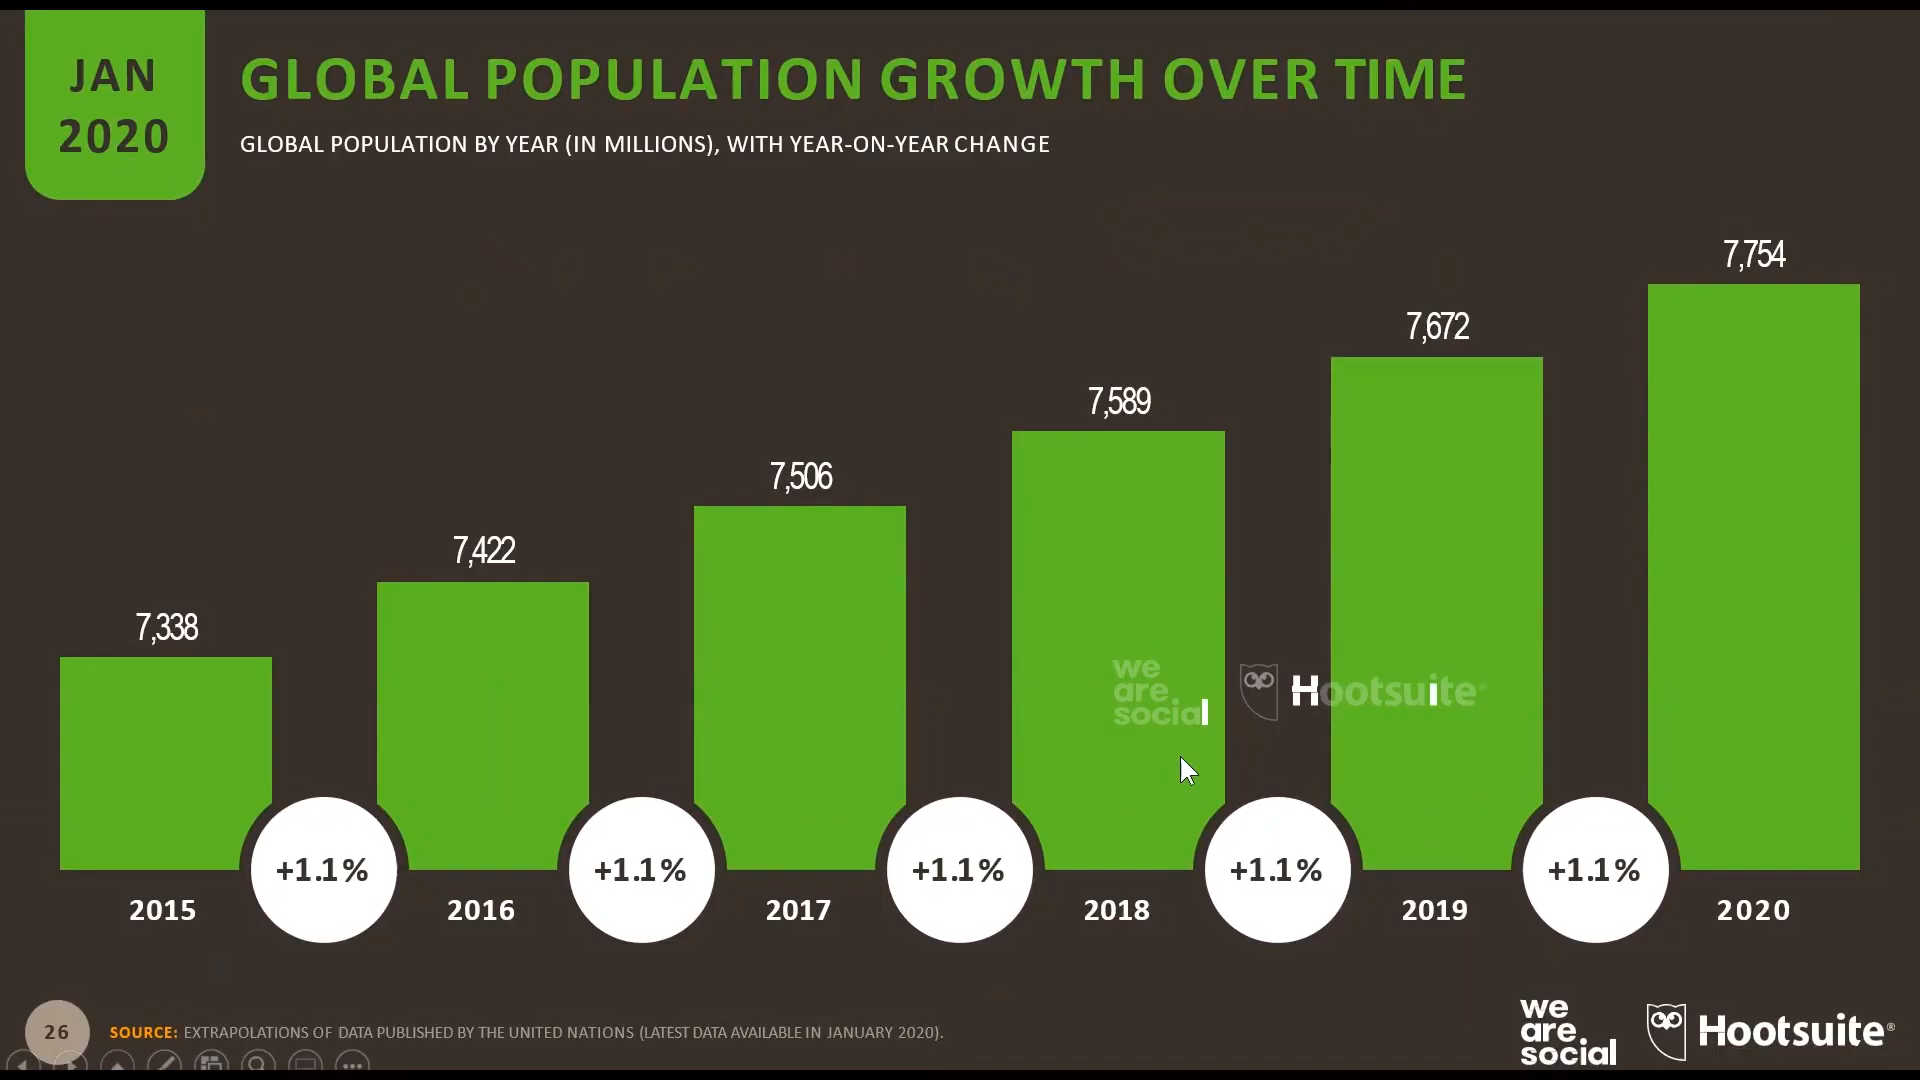 JAN
2020
GLOBAL POPULATION GROWTH OVER TIME
GLOBAL POPULATION BY YEAR (IN MILLIONS), WITH YEAR-ON-YEAR CHANGE
7,338
7,422
7,506
7,589
7,672
7,754
we
are.
social
Hootsuite®
+1.1%
+1.1%
+1.1%
+1.1%
+1.1%
2015
2016
2017
2018
2019
2020
26
SOURCE: EXTRAPOLATIONS OF DATA PUBLISHED BY THE UNITED NATIONS (LATEST DATA AVAILABLE IN JANUARY 2020).
we
are.
social
Hootsuite®